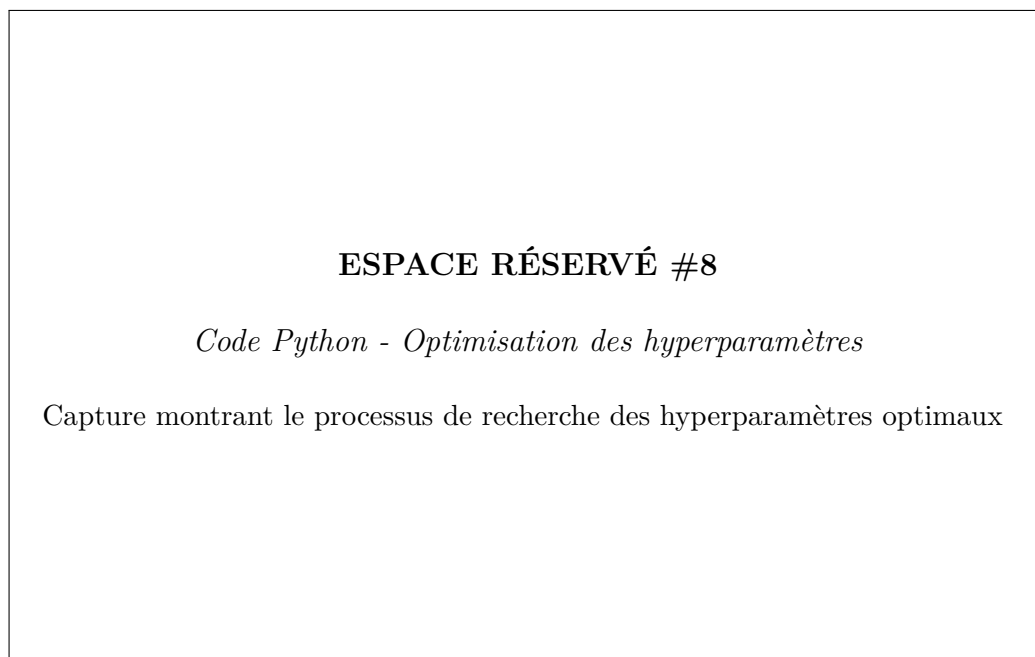 ESPACE RÉSERVÉ #8
Code Python - Optimisation des hyperparamètres
Capture montrant le processus de recherche des hyperparamètres optimaux